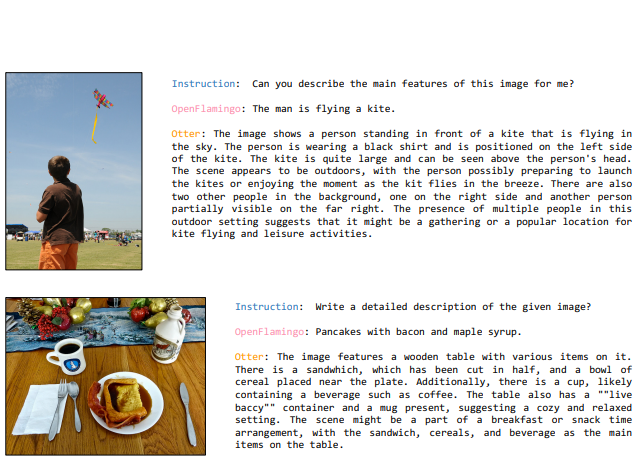 Instruction: Can you describe the main features of this image for me?
OpenFlamingo: The man is flying a kite.
Otter: The image shows a person standing in front of a kite that is flying in
the sky. The person is wearing a black shirt and is positioned on the left side
of the kite. The kite is quite large and can be seen above the person's head.
The scene appears to be outdoors, with the person possibly preparing to launch
the kites or enjoying the moment as the kit flies in the breeze. There are also
two other people in the background, one on the right side and another person
partially visible on the far right. The presence of multiple people in this
outdoor setting suggests that it might be a gathering or a popular location for
kite flying and leisure activities.
Instruction: Write a detailed description of the given image?
OpenFlamingo: Pancakes with bacon and maple syrup.
Otter: The image features a wooden table with various items on it.
There is a sandwhich, which has been cut in half, and a bowl of
cereal placed near the plate. Additionally, there is a cup, likely
containing a beverage such as coffee. The table also has a ""live
baccy"" container and a mug present, suggesting a cozy and relaxed
setting. The scene might be a part of a breakfast or snack time
arrangement, with the sandwich, cereals, and beverage as the main
items on the table.